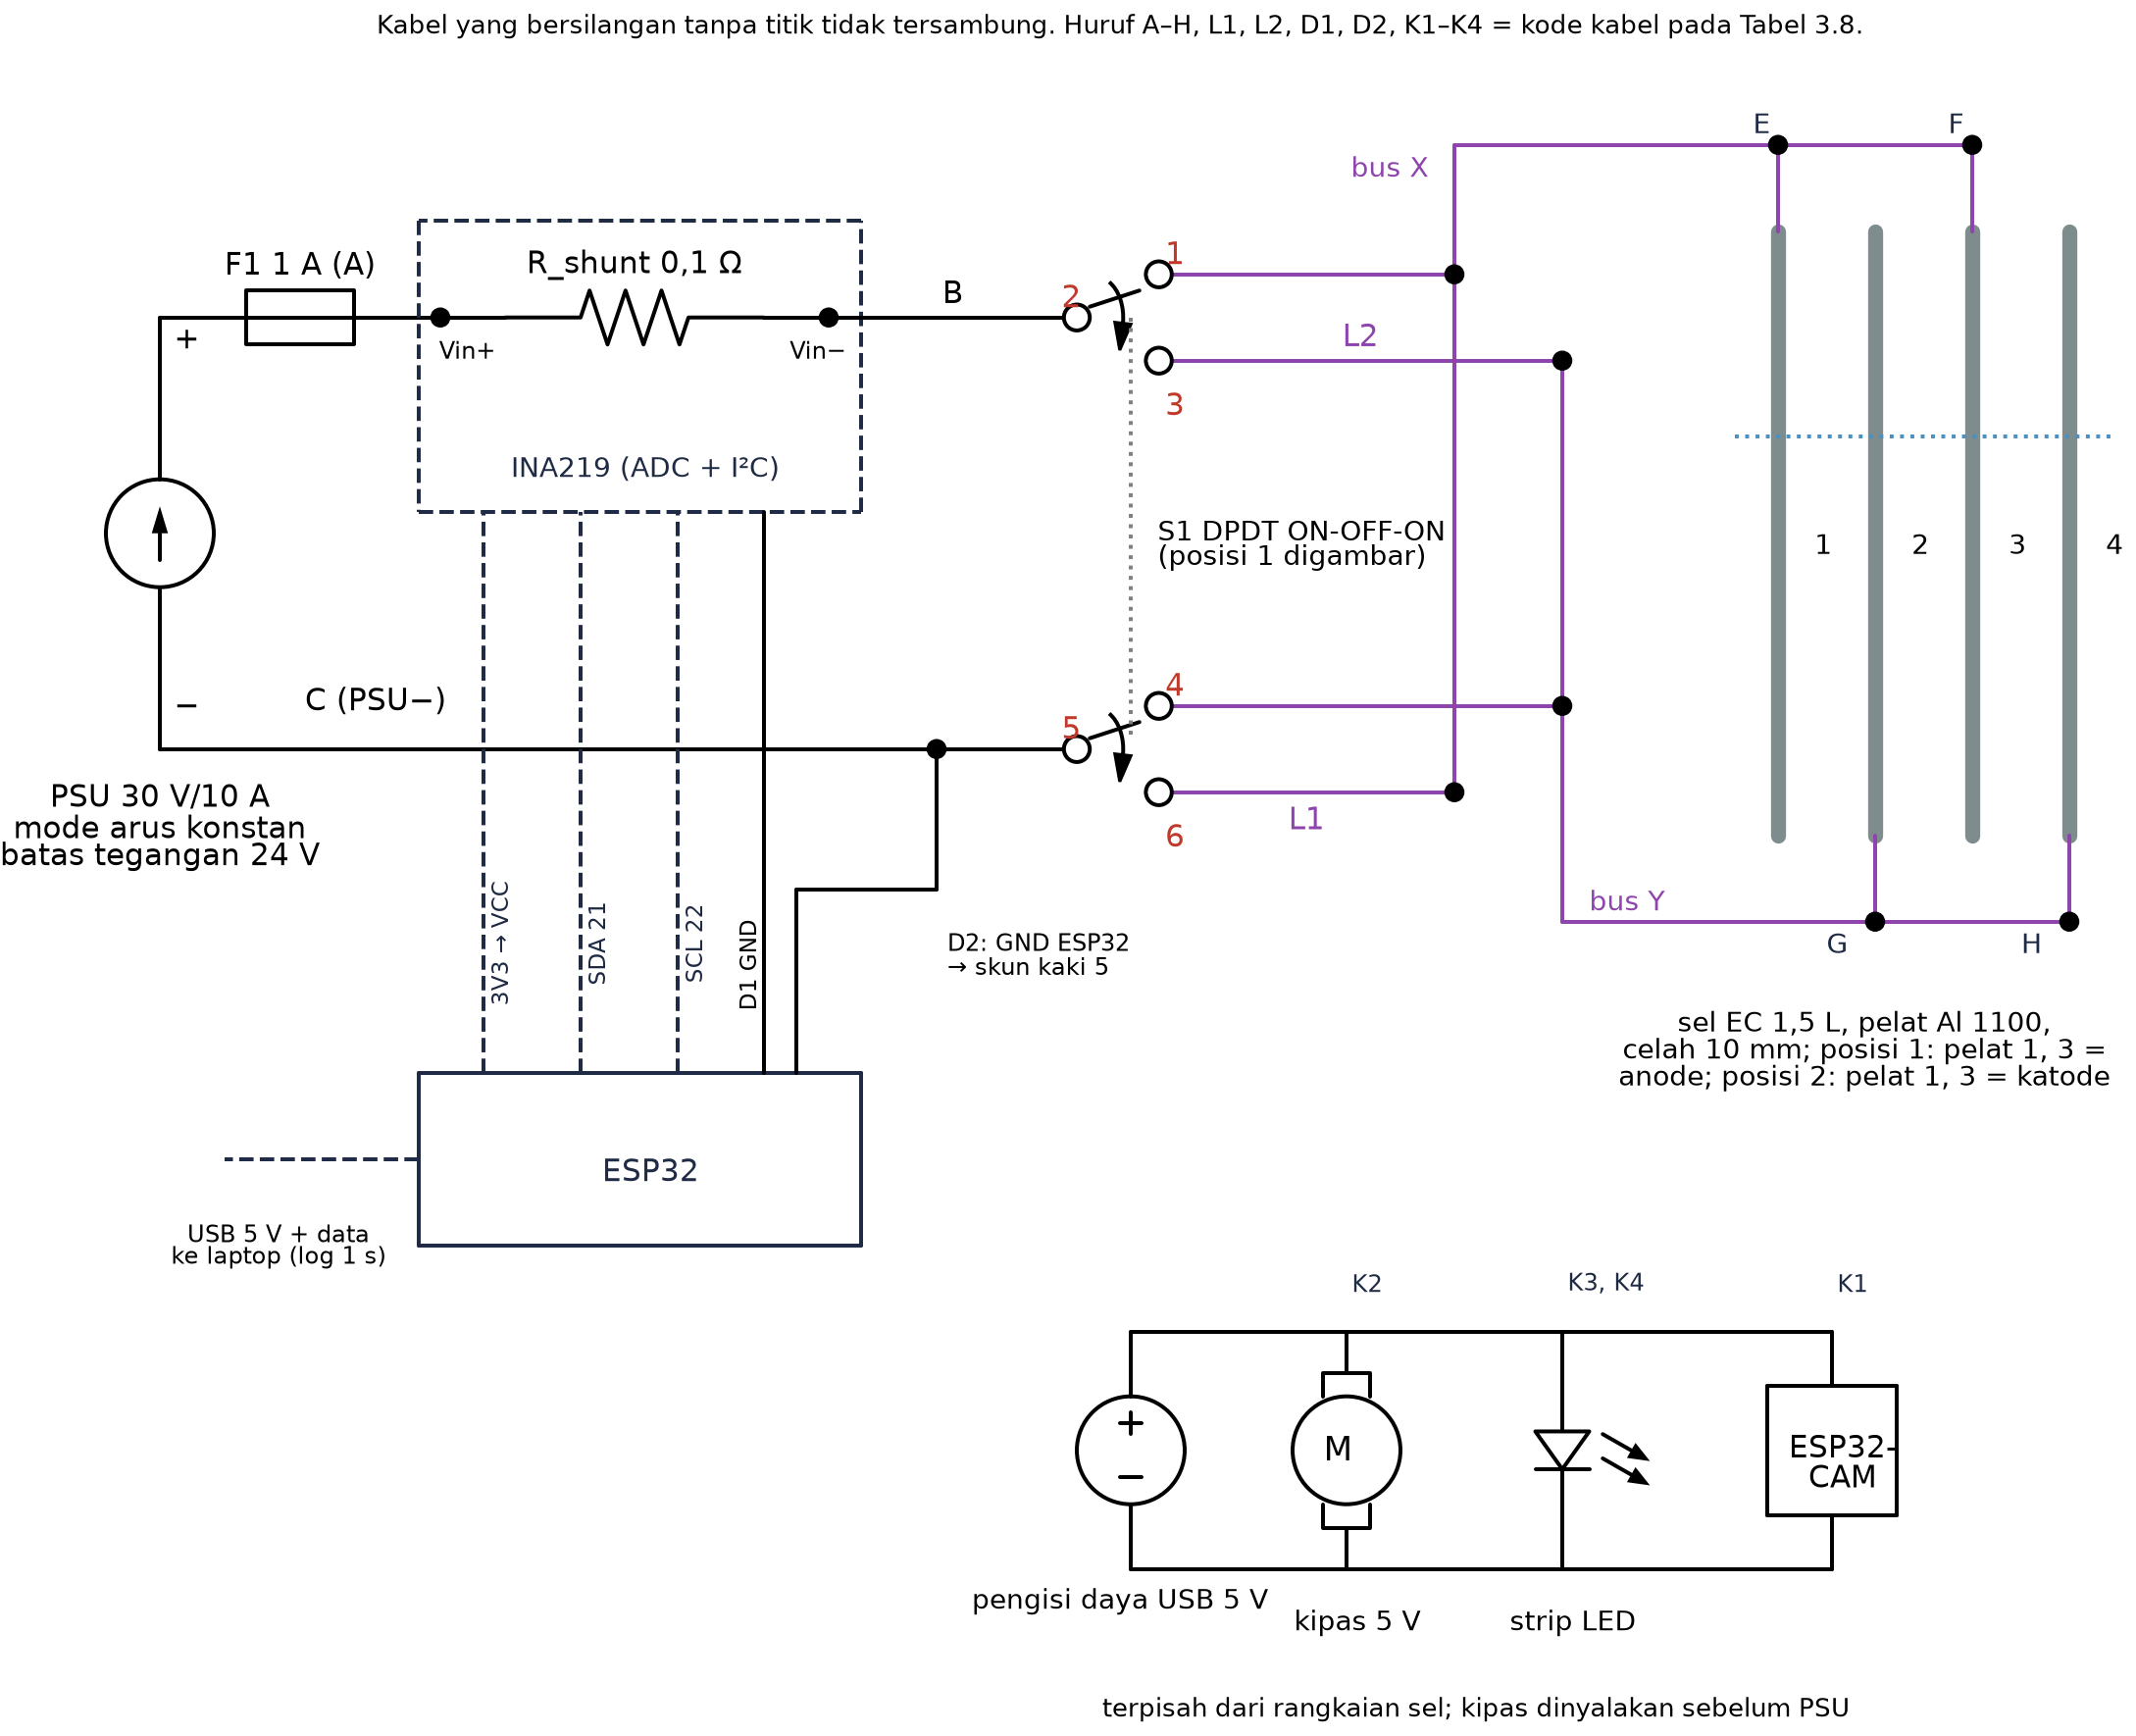 Kabel yang bersilangan tanpa titik tidak tersambung. Huruf A–H, L1, L2, D1, D2, K1–K4 = kode kabel pada Tabel 3.8.
E
F
bus X
F1 1 A (A)
R_shunt 0,1 Ω
B
1
2
+
Vin+
Vin−
L2
3
INA219 (ADC + I²C)
S1 DPDT ON-OFF-ON
(posisi 1 digambar)
1
2
3
4
−
C (PSU−)
4
5
L1
6
PSU 30 V/10 A
mode arus konstan
batas tegangan 24 V
3V3 → VCC
SDA 21
SCL 22
D1 GND
D2: GND ESP32
→ skun kaki 5
bus Y
G
H
sel EC 1,5 L, pelat Al 1100,
celah 10 mm; posisi 1: pelat 1, 3 =
anode; posisi 2: pelat 1, 3 = katode
ESP32
USB 5 V + data
ke laptop (log 1 s)
K2
K3, K4
K1
+
−
M
ESP32-
CAM
pengisi daya USB 5 V
kipas 5 V
strip LED
terpisah dari rangkaian sel; kipas dinyalakan sebelum PSU